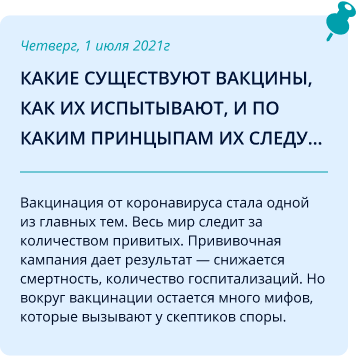 Четверг, 1 июля 2021г
КАКИЕ СУЩЕСТВУЮТ ВАКЦИНЫ,
КАК ИХ ИСПЫТЫВАЮТ, И ПО
КАКИМ ПРИНЦЫПАМ ИХ СЛЕДУ...
Вакцинация от коронавируса стала одной
из главных тем. Весь мир следит за
количеством привитых. Прививочная
кампания дает результат — снижается
смертность, количество госпитализаций. Но
вокруг вакцинации остается много мифов,
которые вызывают у скептиков споры.